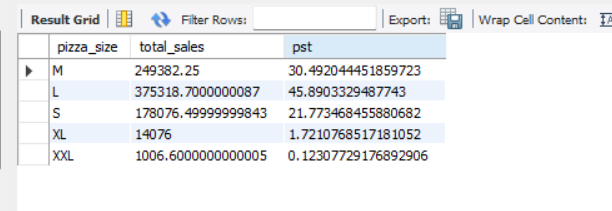 Result Grid Filter Rows: Export: Wrap Cell Content:
pizza_size total_sales pst
M 249382.25 30.492044451859723
L 375318.7000000087 45.8903329487743
S 178076.49999999843 21.773468455880682
XL 14076 1.7210768517181052
XXL 1006.6000000000005 0.12307729176892906